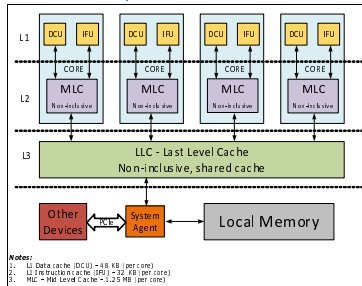 L1
DCU IFU DCU IFU DCU IFU DCU IFU
CORE CORE CORE CORE
L2
MLC MLC MLC MLC
Non-inclusive Non-inclusive Non-inclusive Non-inclusive
L3
LLC - Last Level Cache
Non-inclusive, shared cache
Other
Devices
PCIe
System
Agent
Local Memory
Notes:
1. L1 Data cache (DCU) – 48 KB (per core)
2. L1 Instruction cache (IFU) – 32 KB (per core)
3. MLC – Mid Level Cache – 1.25 MB (per core)